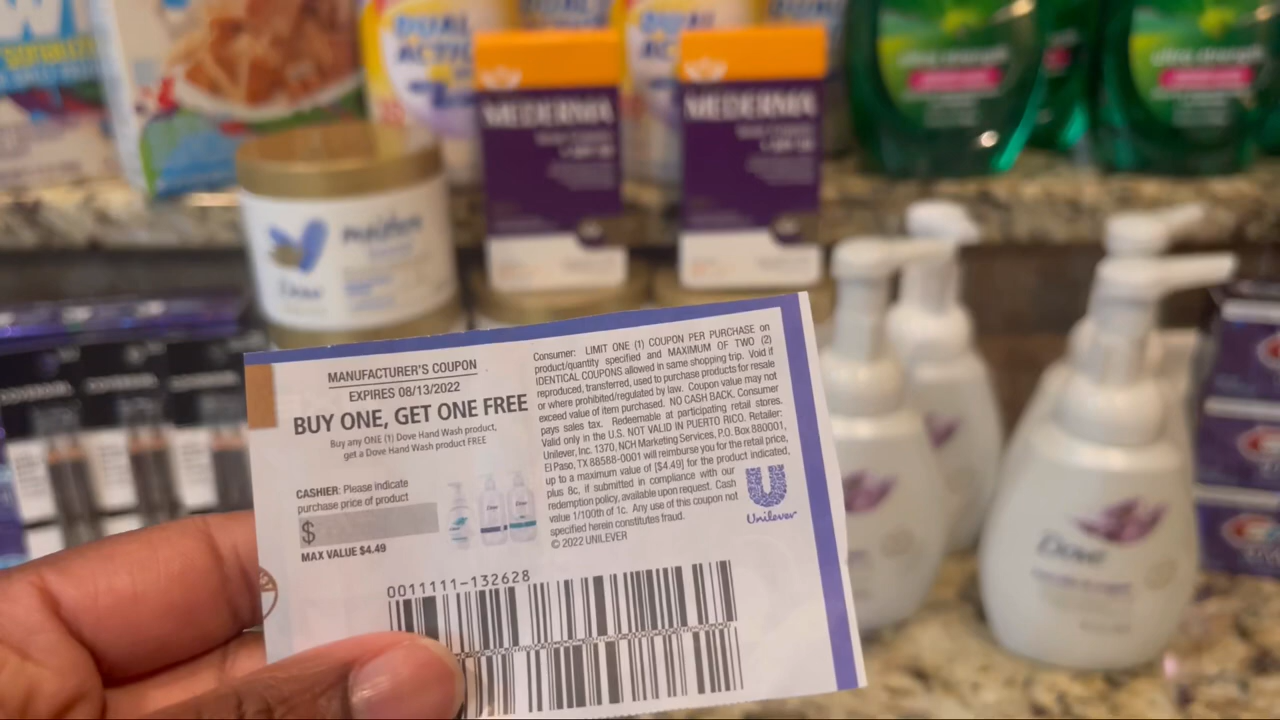 DUAL
ACTION
DUAL
MEDERMA
MEDERMA
ultra strength
ultra strength
Dove
MANUFACTURER'S COUPON
EXPIRES 08/13/2022
BUY ONE, GET ONE FREE
Buy any ONE (1) Dove Hand Wash product,
get a Dove Hand Wash product FREE
CASHIER: Please indicate
purchase price of product
$
MAX VALUE $4.49
Consumer: LIMIT ONE (1) COUPON PER PURCHASE on
product/quantity specified and MAXIMUM OF TWO (2)
IDENTICAL COUPONS allowed in same shopping trip. Void if
reproduced, transferred, used to purchase products for resale
or where prohibited/regulated by law. Coupon value may not
exceed value of item purchased. NO CASH BACK. Consumer
pays sales tax. Redeemable at participating retail stores.
Valid only in the U.S. NOT VALID IN PUERTO RICO. Retailer:
Unilever, Inc. 1370, NCH Marketing Services, P.O. Box 880001,
El Paso, TX 88588-0001 will reimburse you for the retail price,
up to a maximum value of [$4.49] for the product indicated,
plus 8c, if submitted in compliance with our
redemption policy, available upon request. Cash
value 1/100th of 1c. Any use of this coupon not
specified herein constitutes fraud.
© 2022 UNILEVER
Unilever
0011111-132628
Dove